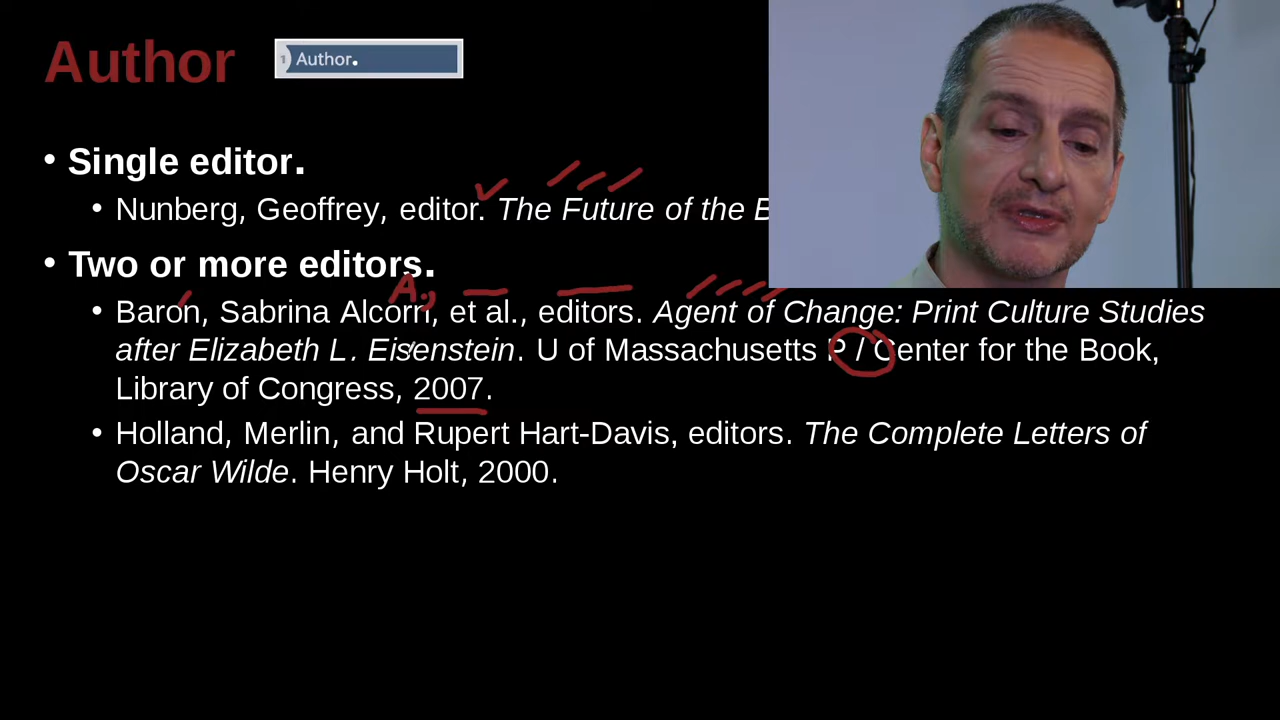 Author
1 Author.
• Single editor.
• Nunberg, Geoffrey, editor. The Future of the B
• Two or more editors.
A.,
• Baron, Sabrina Alcorn, et al., editors. Agent of Change: Print Culture Studies
after Elizabeth L. Eisenstein. U of Massachusetts P / Center for the Book,
Library of Congress, 2007.
• Holland, Merlin, and Rupert Hart-Davis, editors. The Complete Letters of
Oscar Wilde. Henry Holt, 2000.